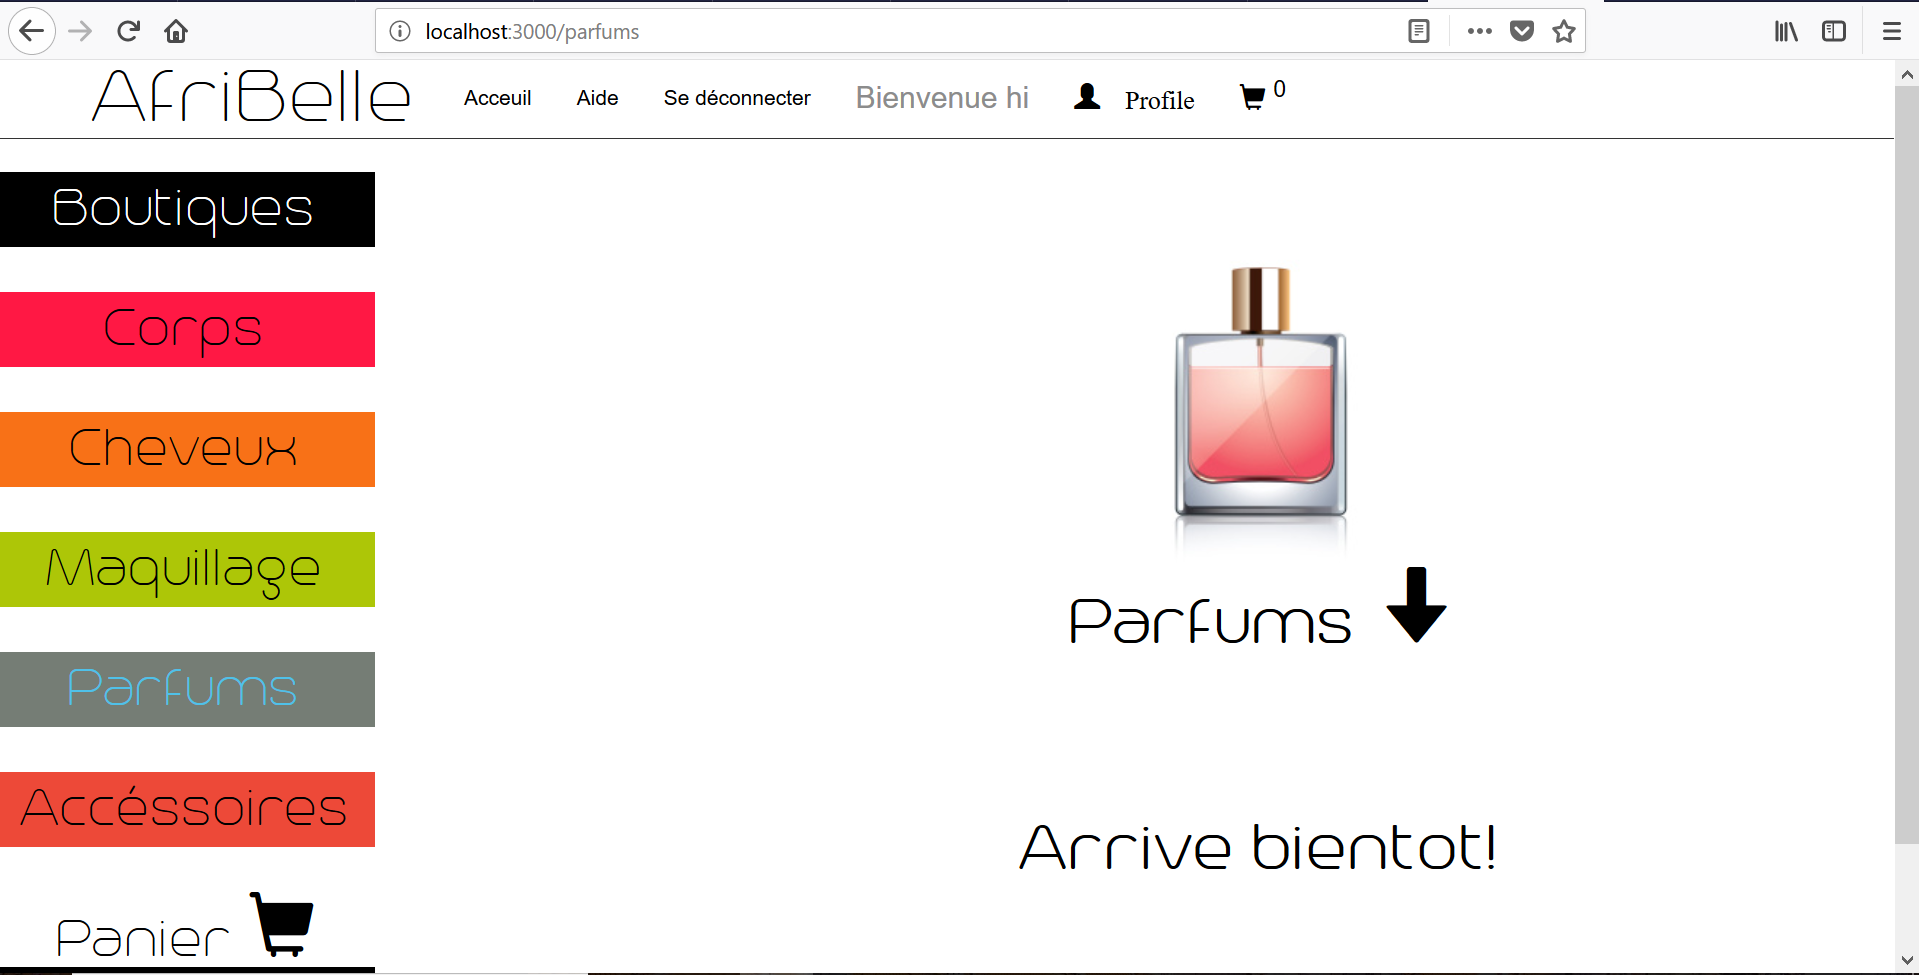 localhost:3000/parfums
AfriBelle Acceuil Aide Se déconnecter Bienvenue hi Profile 0
Boutiques
Corps
Cheveux
Maquillage
Parfums
Accéssoires
Panier
Parfums
Arrive bientot!